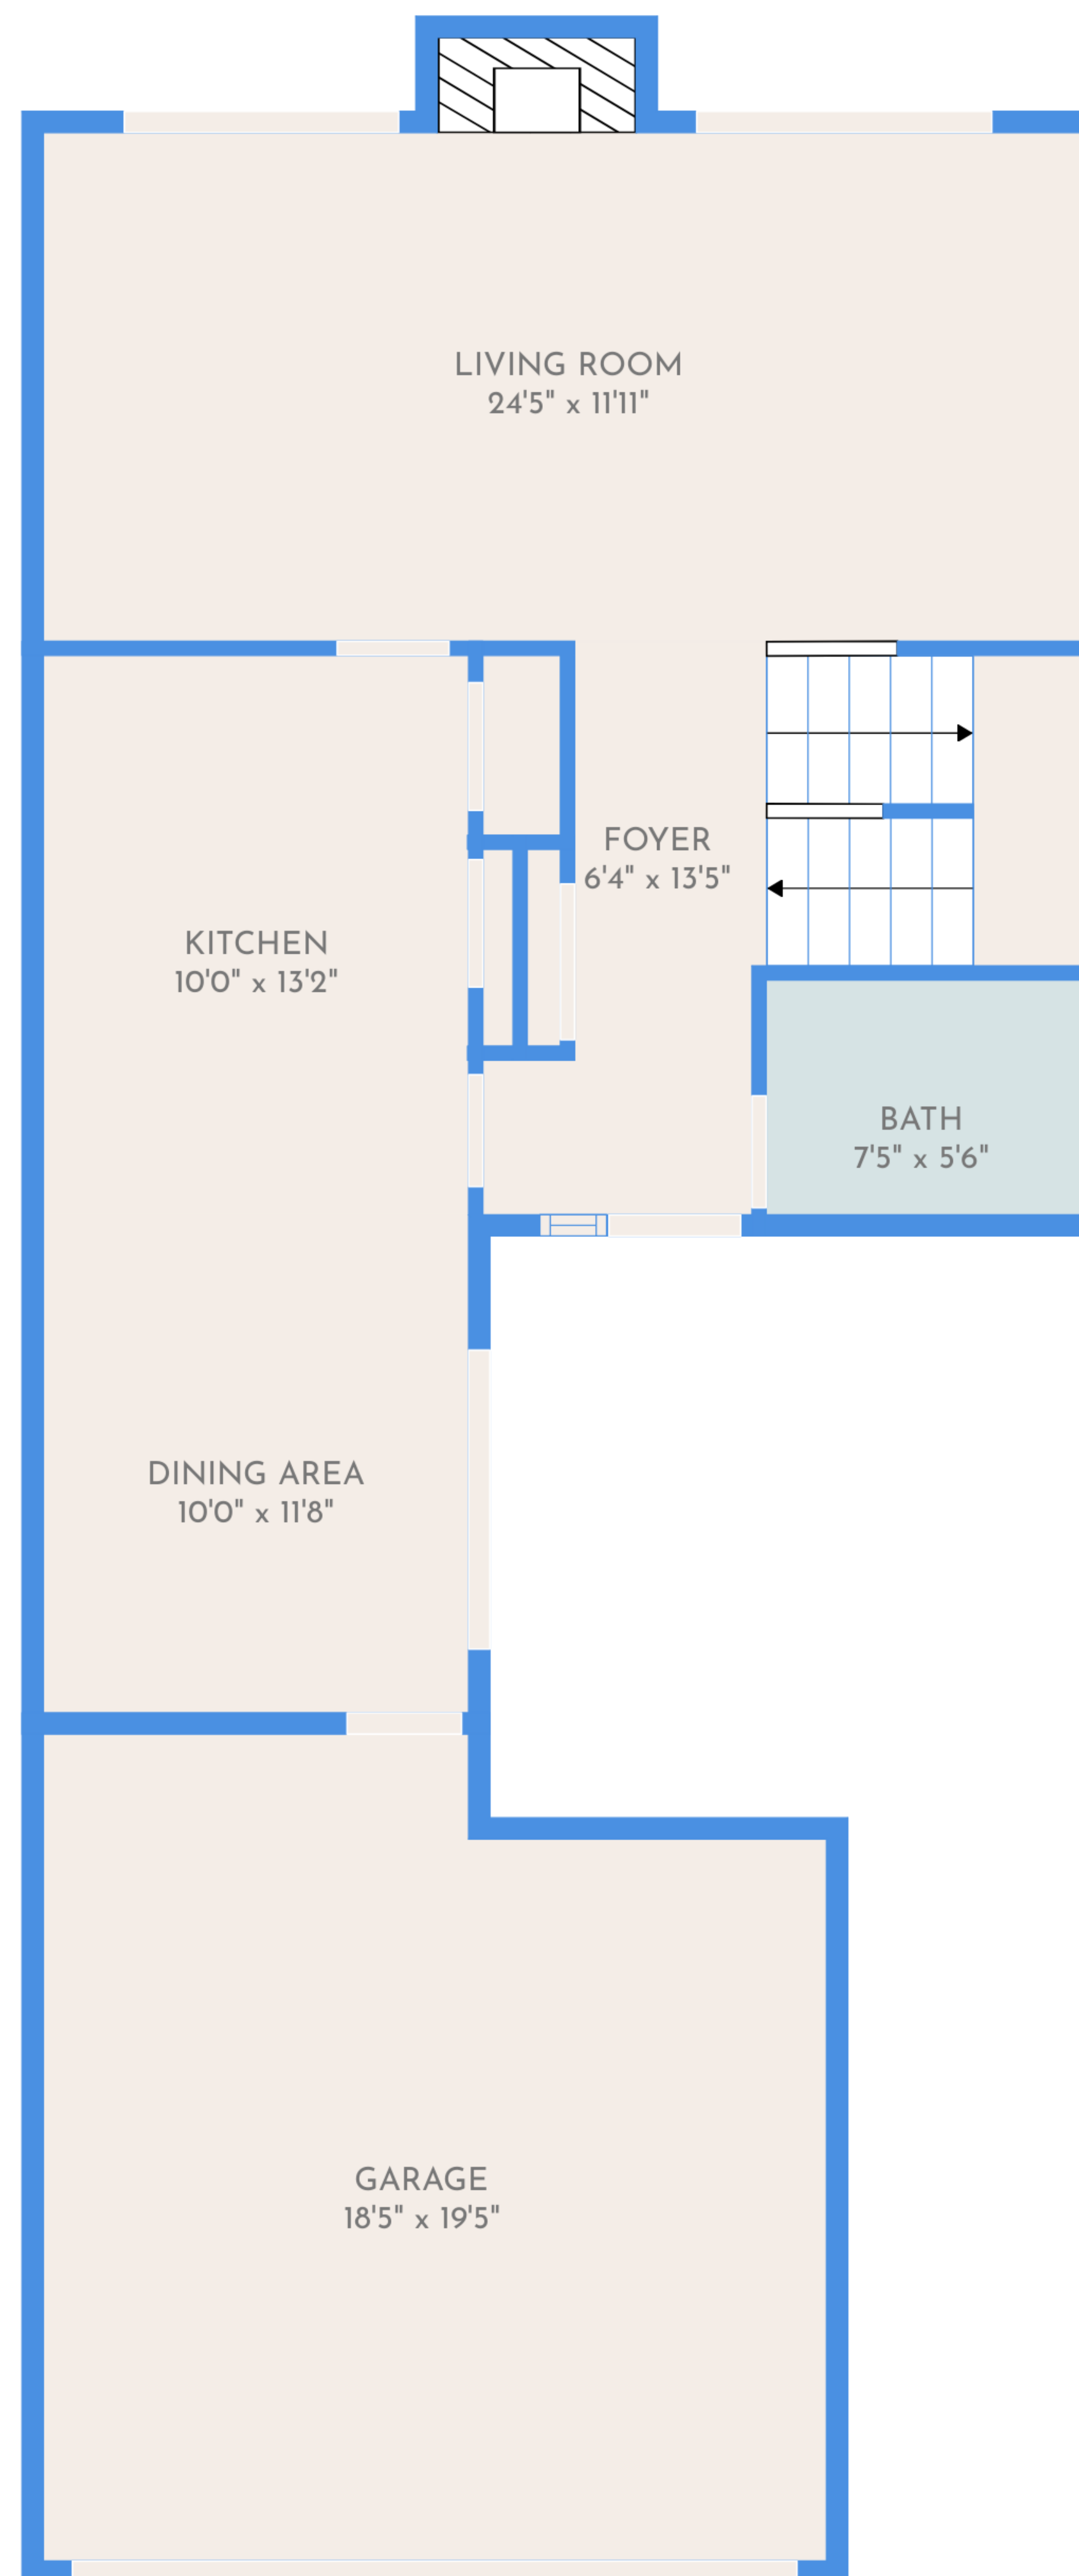 LIVING ROOM
24'5" x 11'11"
FOYER
6'4" x 13'5"
KITCHEN
10'0" x 13'2"
BATH
7'5" x 5'6"
DINING AREA
10'0" x 11'8"
GARAGE
18'5" x 19'5"